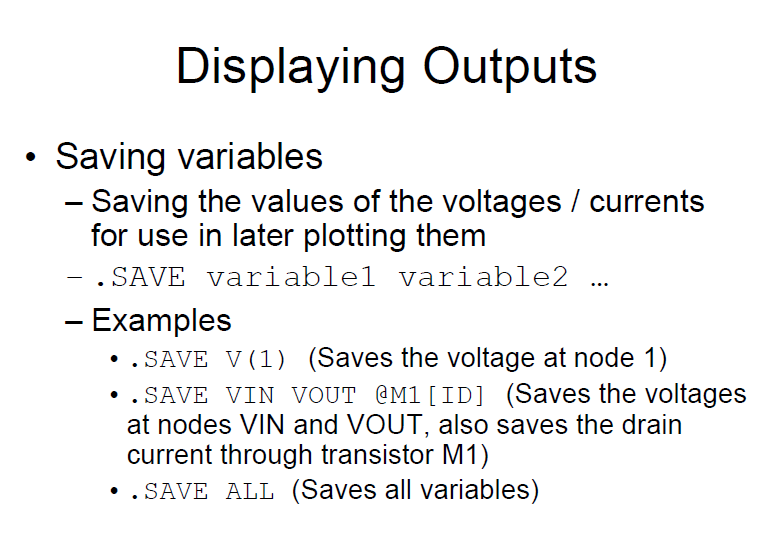 Displaying Outputs
• Saving variables
– Saving the values of the voltages / currents
for use in later plotting them
– .SAVE variable1 variable2 …
– Examples
• .SAVE V(1) (Saves the voltage at node 1)
• .SAVE VIN VOUT @M1[ID] (Saves the voltages
at nodes VIN and VOUT, also saves the drain
current through transistor M1)
• .SAVE ALL (Saves all variables)